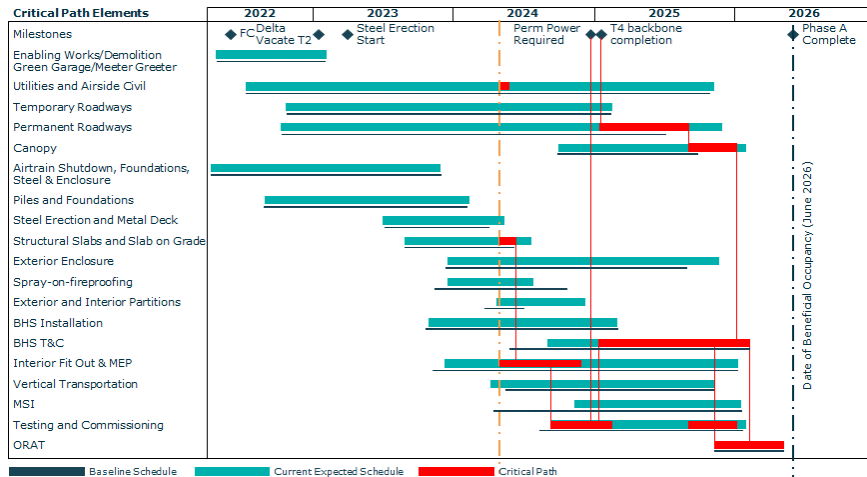 Critical Path Elements 2022 2023 2024 2025 2026
Milestones FC Delta Vacate T2 Steel Erection Start Perm Power Required T4 backbone completion Phase A Complete
Enabling Works/Demolition
Green Garage/Meeter Greeter
Utilities and Airside Civil
Temporary Roadways
Permanent Roadways
Canopy
Airtrain Shutdown, Foundations,
Steel & Enclosure
Piles and Foundations
Steel Erection and Metal Deck
Structural Slabs and Slab on Grade
Exterior Enclosure
Spray-on-fireproofing
Exterior and Interior Partitions
BHS Installation
BHS T&C
Interior Fit Out & MEP
Vertical Transportation
MSI
Testing and Commissioning
ORAT
Date of Beneficial Occupancy (June 2026)
Baseline Schedule Current Expected Schedule Critical Path